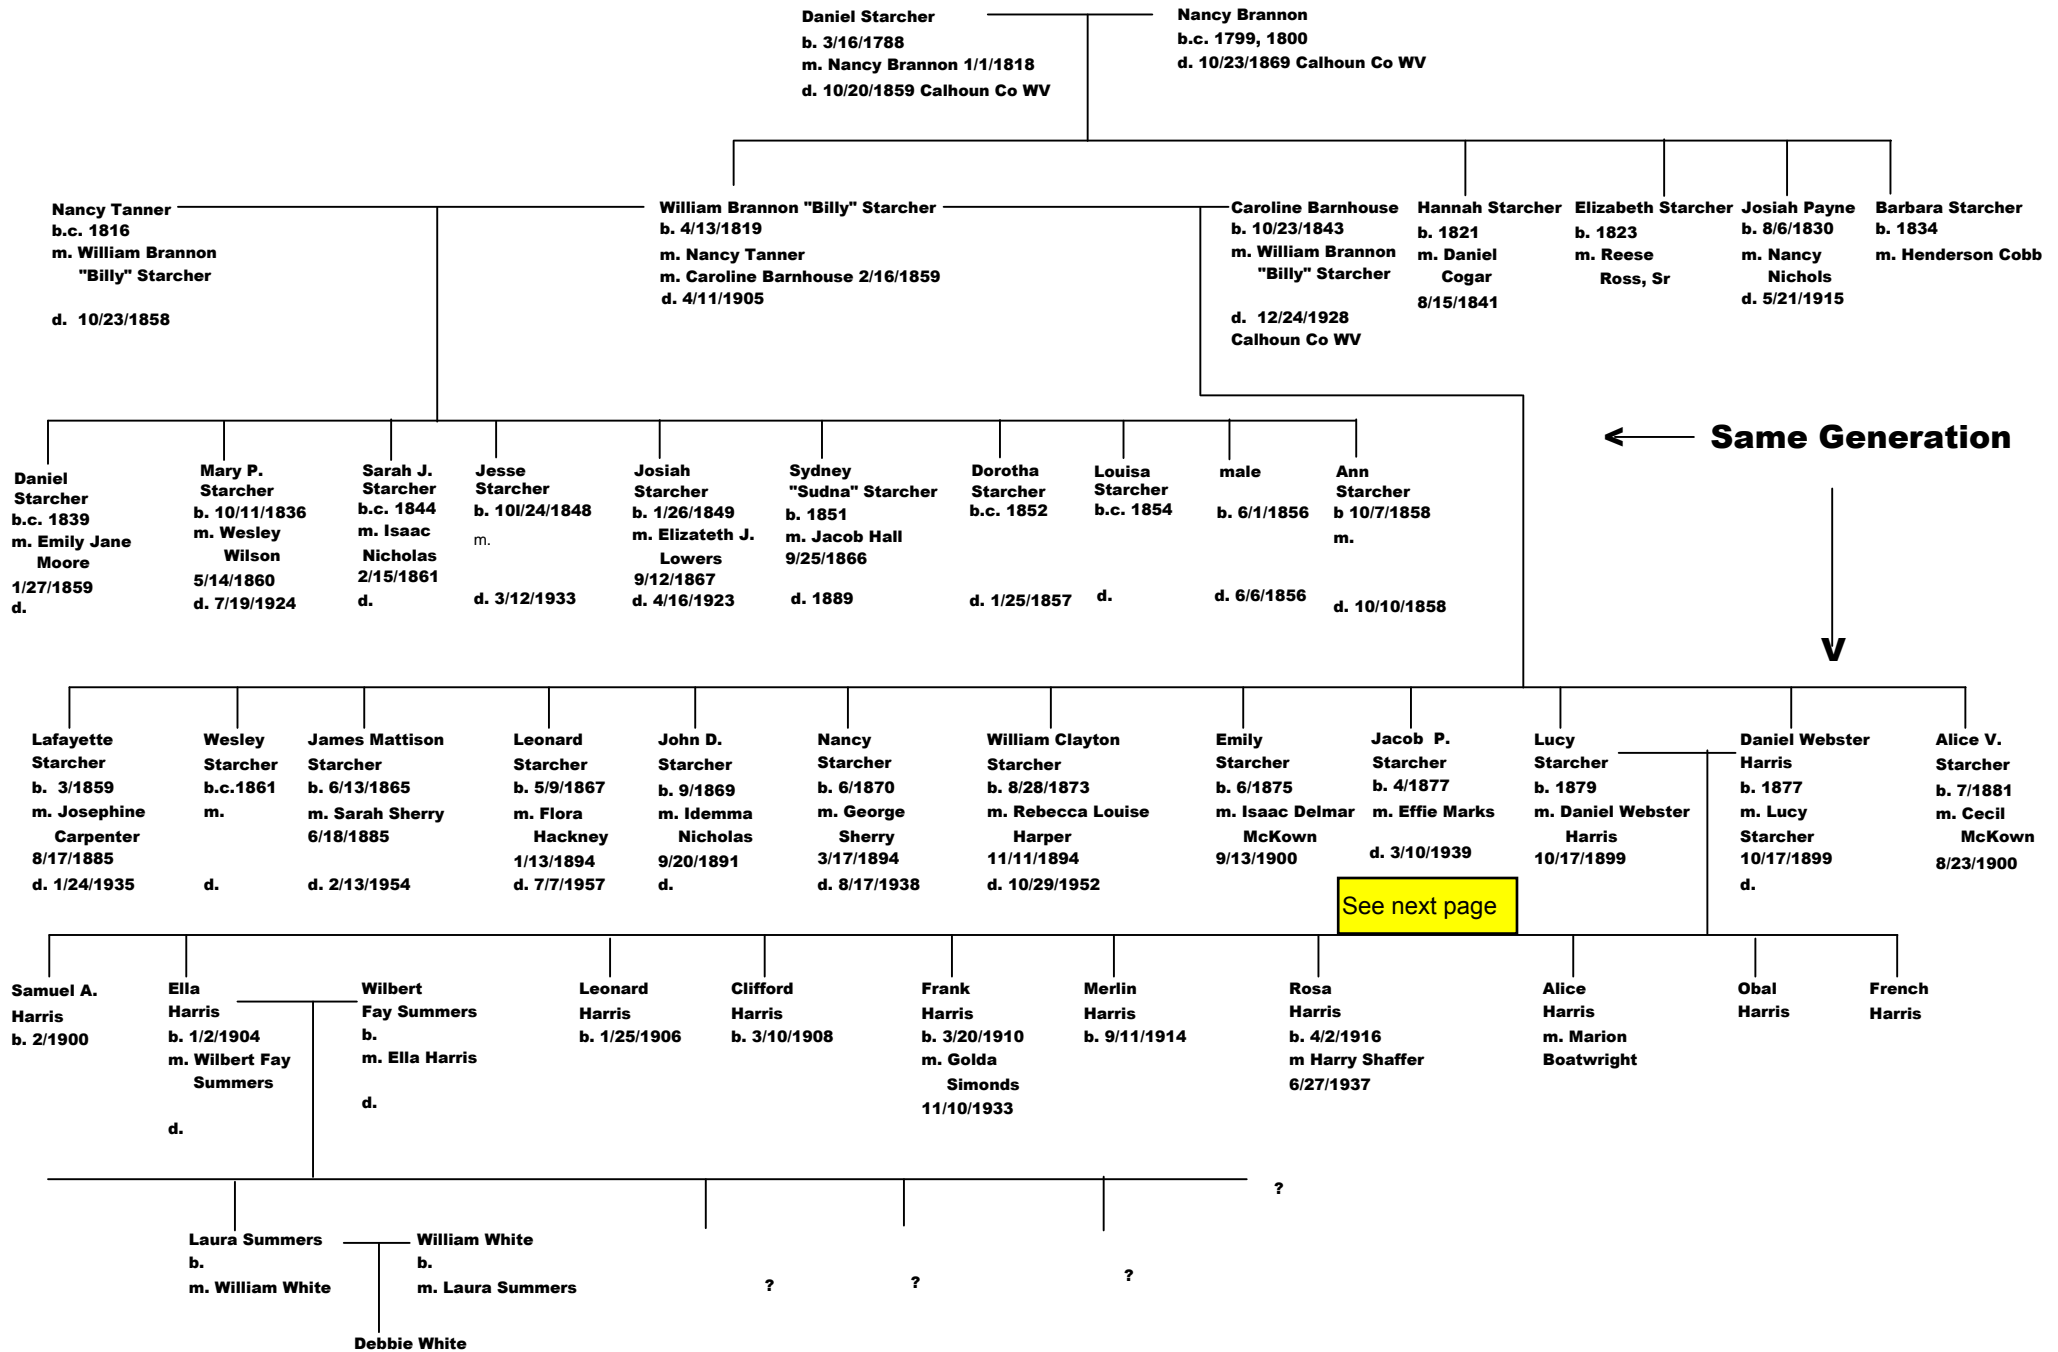 Daniel Starcher
b. 3/16/1788
m. Nancy Brannon 1/1/1818
d. 10/20/1859 Calhoun Co WV
Nancy Brannon
b.c. 1799, 1800
d. 10/23/1869 Calhoun Co WV
Nancy Tanner
b.c. 1816
m. William Brannon
"Billy" Starcher
d. 10/23/1858
William Brannon "Billy" Starcher
b. 4/13/1819
m. Nancy Tanner
m. Caroline Barnhouse 2/16/1859
d. 4/11/1905
Caroline Barnhouse
b. 10/23/1843
m. William Brannon
"Billy" Starcher
d. 12/24/1928
Calhoun Co WV
Hannah Starcher
b. 1821
m. Daniel
Cogar
8/15/1841
Elizabeth Starcher
b. 1823
m. Reese
Ross, Sr
Josiah Payne
b. 8/6/1830
m. Nancy
Nichols
d. 5/21/1915
Barbara Starcher
b. 1834
m. Henderson Cobb
< Same Generation
V
Daniel
Starcher
b.c. 1839
m. Emily Jane
Moore
1/27/1859
d.
Mary P.
Starcher
b. 10/11/1836
m. Wesley
Wilson
5/14/1860
d. 7/19/1924
Sarah J.
Starcher
b.c. 1844
m. Isaac
Nicholas
2/15/1861
d.
Jesse
Starcher
b. 10I/24/1848
m.
d. 3/12/1933
Josiah
Starcher
b. 1/26/1849
m. Elizateth J.
Lowers
9/12/1867
d. 4/16/1923
Sydney
"Sudna" Starcher
b. 1851
m. Jacob Hall
9/25/1866
d. 1889
Dorotha
Starcher
b.c. 1852
d. 1/25/1857
Louisa
Starcher
b.c. 1854
d.
male
b. 6/1/1856
d. 6/6/1856
Ann
Starcher
b 10/7/1858
m.
d. 10/10/1858
Lafayette
Starcher
b. 3/1859
m. Josephine
Carpenter
8/17/1885
d. 1/24/1935
Wesley
Starcher
b.c.1861
m.
d.
James Mattison
Starcher
b. 6/13/1865
m. Sarah Sherry
6/18/1885
d. 2/13/1954
Leonard
Starcher
b. 5/9/1867
m. Flora
Hackney
1/13/1894
d. 7/7/1957
John D.
Starcher
b. 9/1869
m. Idemma
Nicholas
9/20/1891
d.
Nancy
Starcher
b. 6/1870
m. George
Sherry
3/17/1894
d. 8/17/1938
William Clayton
Starcher
b. 8/28/1873
m. Rebecca Louise
Harper
11/11/1894
d. 10/29/1952
Emily
Starcher
b. 6/1875
m. Isaac Delmar
McKown
9/13/1900
Jacob P.
Starcher
b. 4/1877
m. Effie Marks
d. 3/10/1939
Lucy
Starcher
b. 1879
m. Daniel Webster
Harris
10/17/1899
Daniel Webster
Harris
b. 1877
m. Lucy
Starcher
10/17/1899
d.
Alice V.
Starcher
b. 7/1881
m. Cecil
McKown
8/23/1900
See next page
Samuel A.
Harris
b. 2/1900
Ella
Harris
b. 1/2/1904
m. Wilbert Fay
Summers
d.
Wilbert
Fay Summers
b.
m. Ella Harris
d.
Leonard
Harris
b. 1/25/1906
Clifford
Harris
b. 3/10/1908
Frank
Harris
b. 3/20/1910
m. Golda
Simonds
11/10/1933
Merlin
Harris
b. 9/11/1914
Rosa
Harris
b. 4/2/1916
m Harry Shaffer
6/27/1937
Alice
Harris
m. Marion
Boatwright
Obal
Harris
French
Harris
?
Laura Summers
b.
m. William White
William White
b.
m. Laura Summers
?
?
?
Debbie White